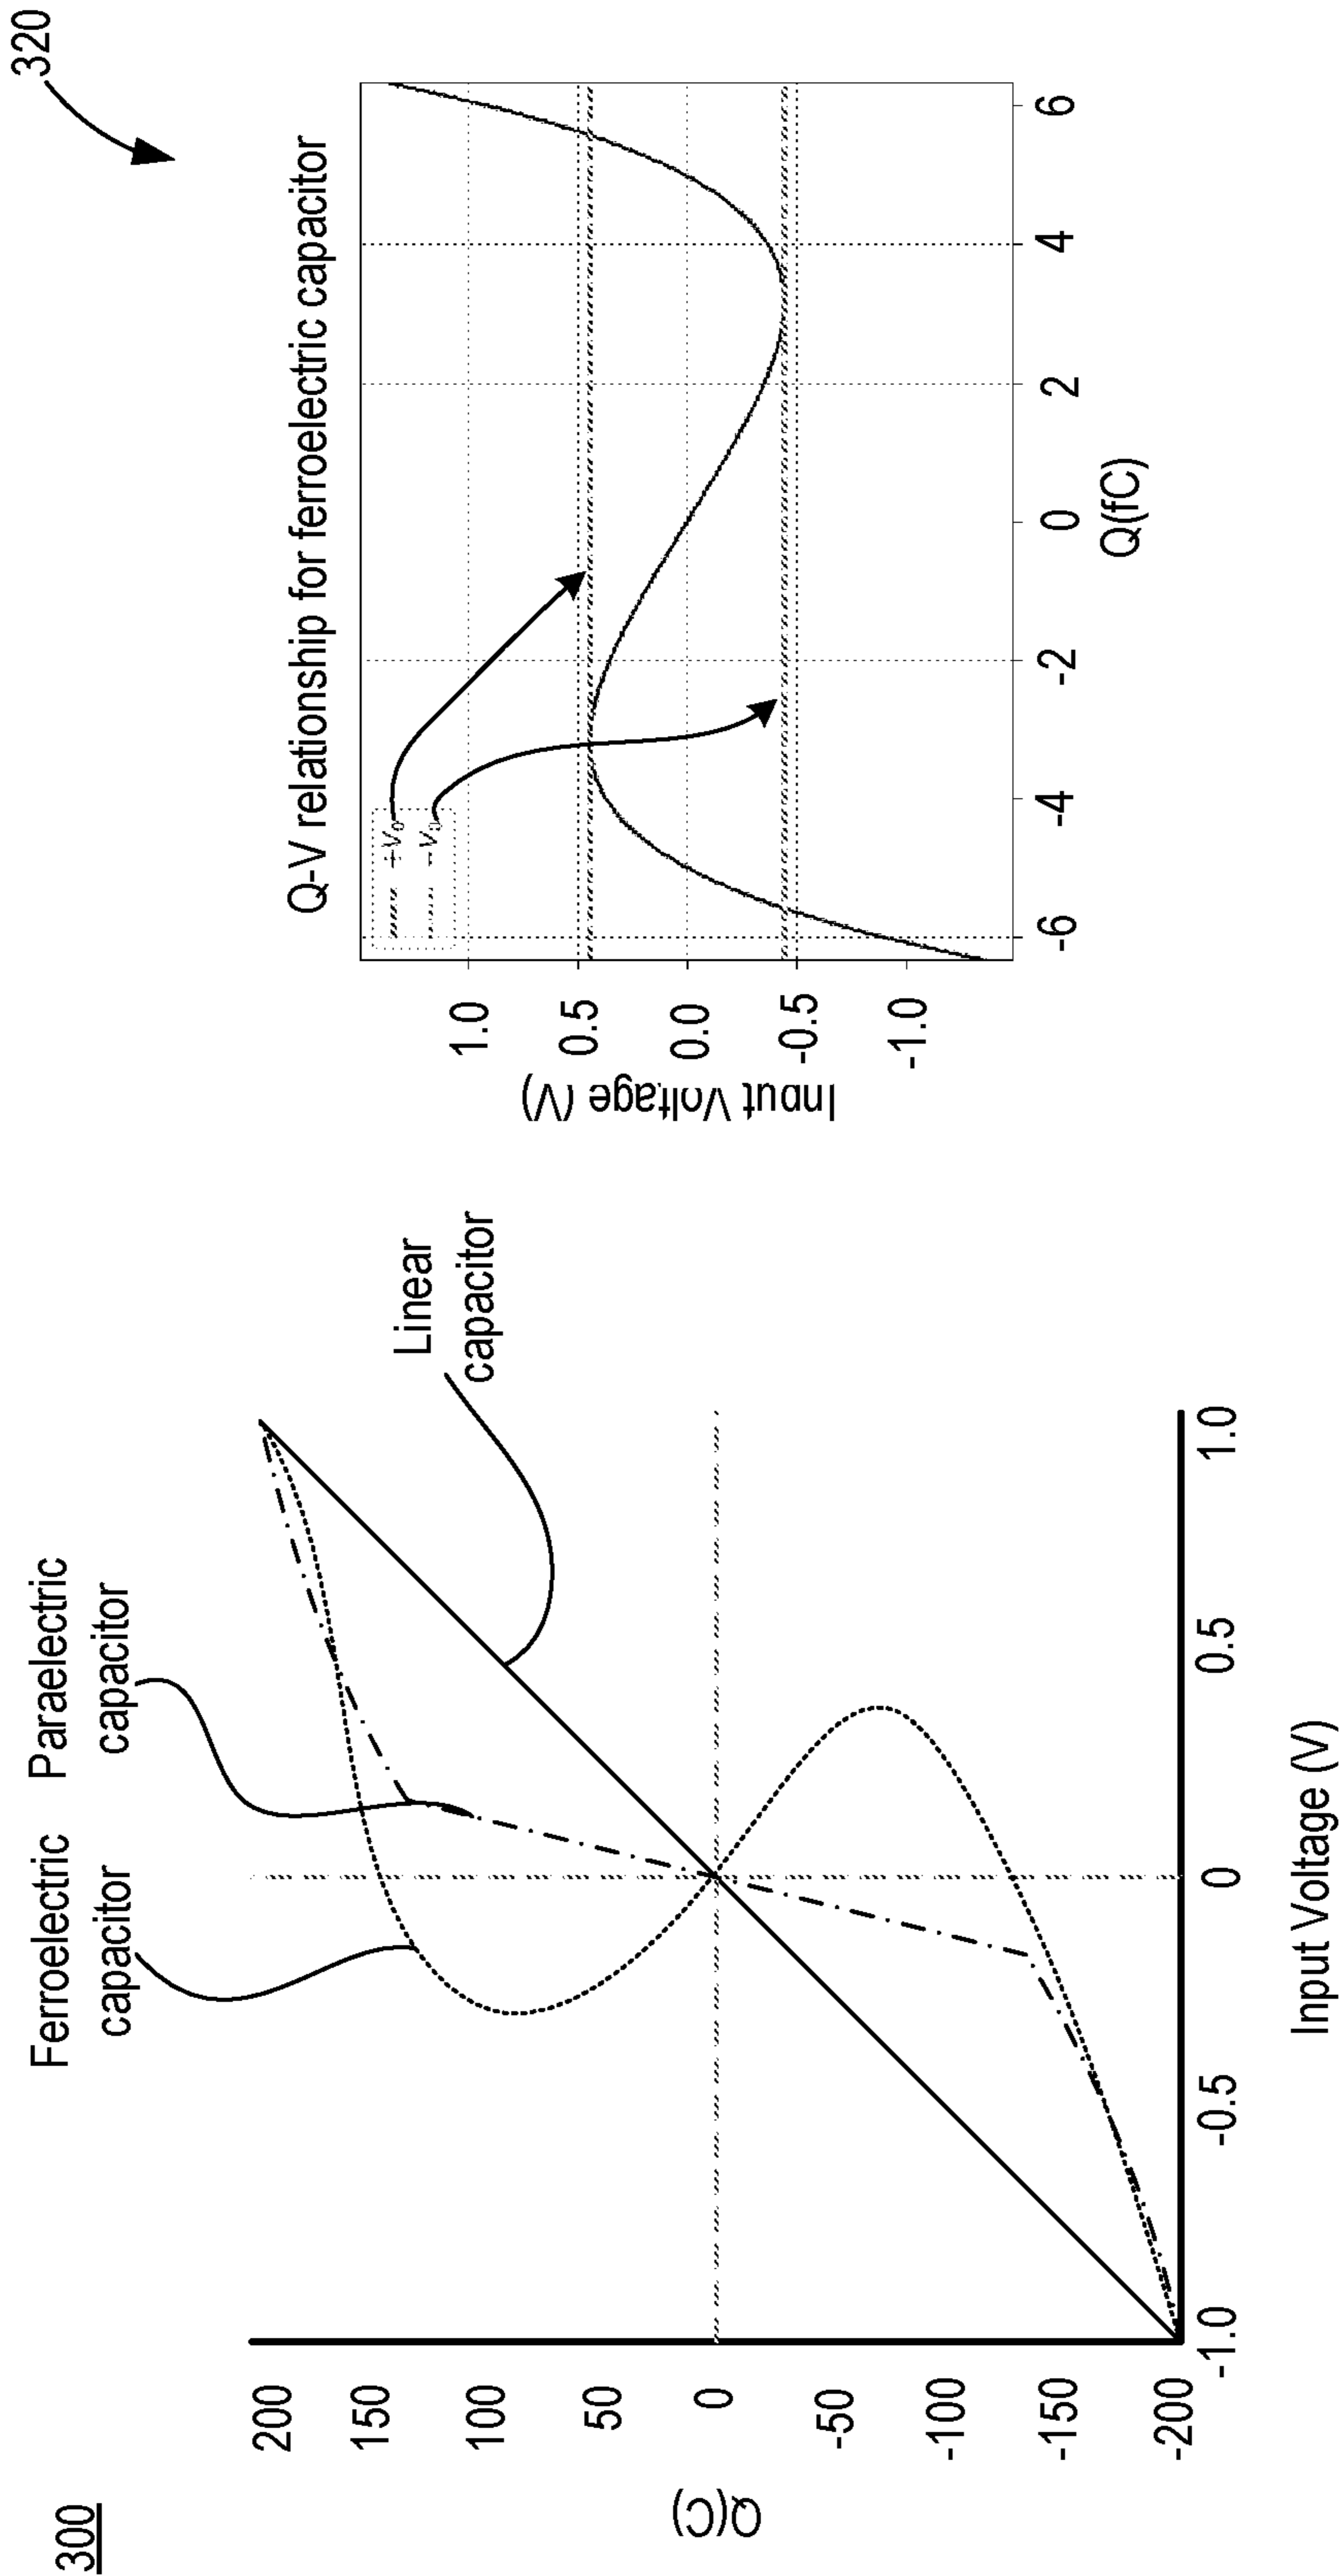 300
Ferroelectric
capacitor
Paraelectric
capacitor
Linear
capacitor
Q(C)
200
150
100
50
0
-50
-100
-150
-200
-1.0
-0.5
0
0.5
1.0
Input Voltage (V)
320
Q-V relationship for ferroelectric capacitor
+V₀
-V₀
Input Voltage (V)
1.0
0.5
0.0
-0.5
-1.0
-6
-4
-2
0
2
4
6
Q(fC)